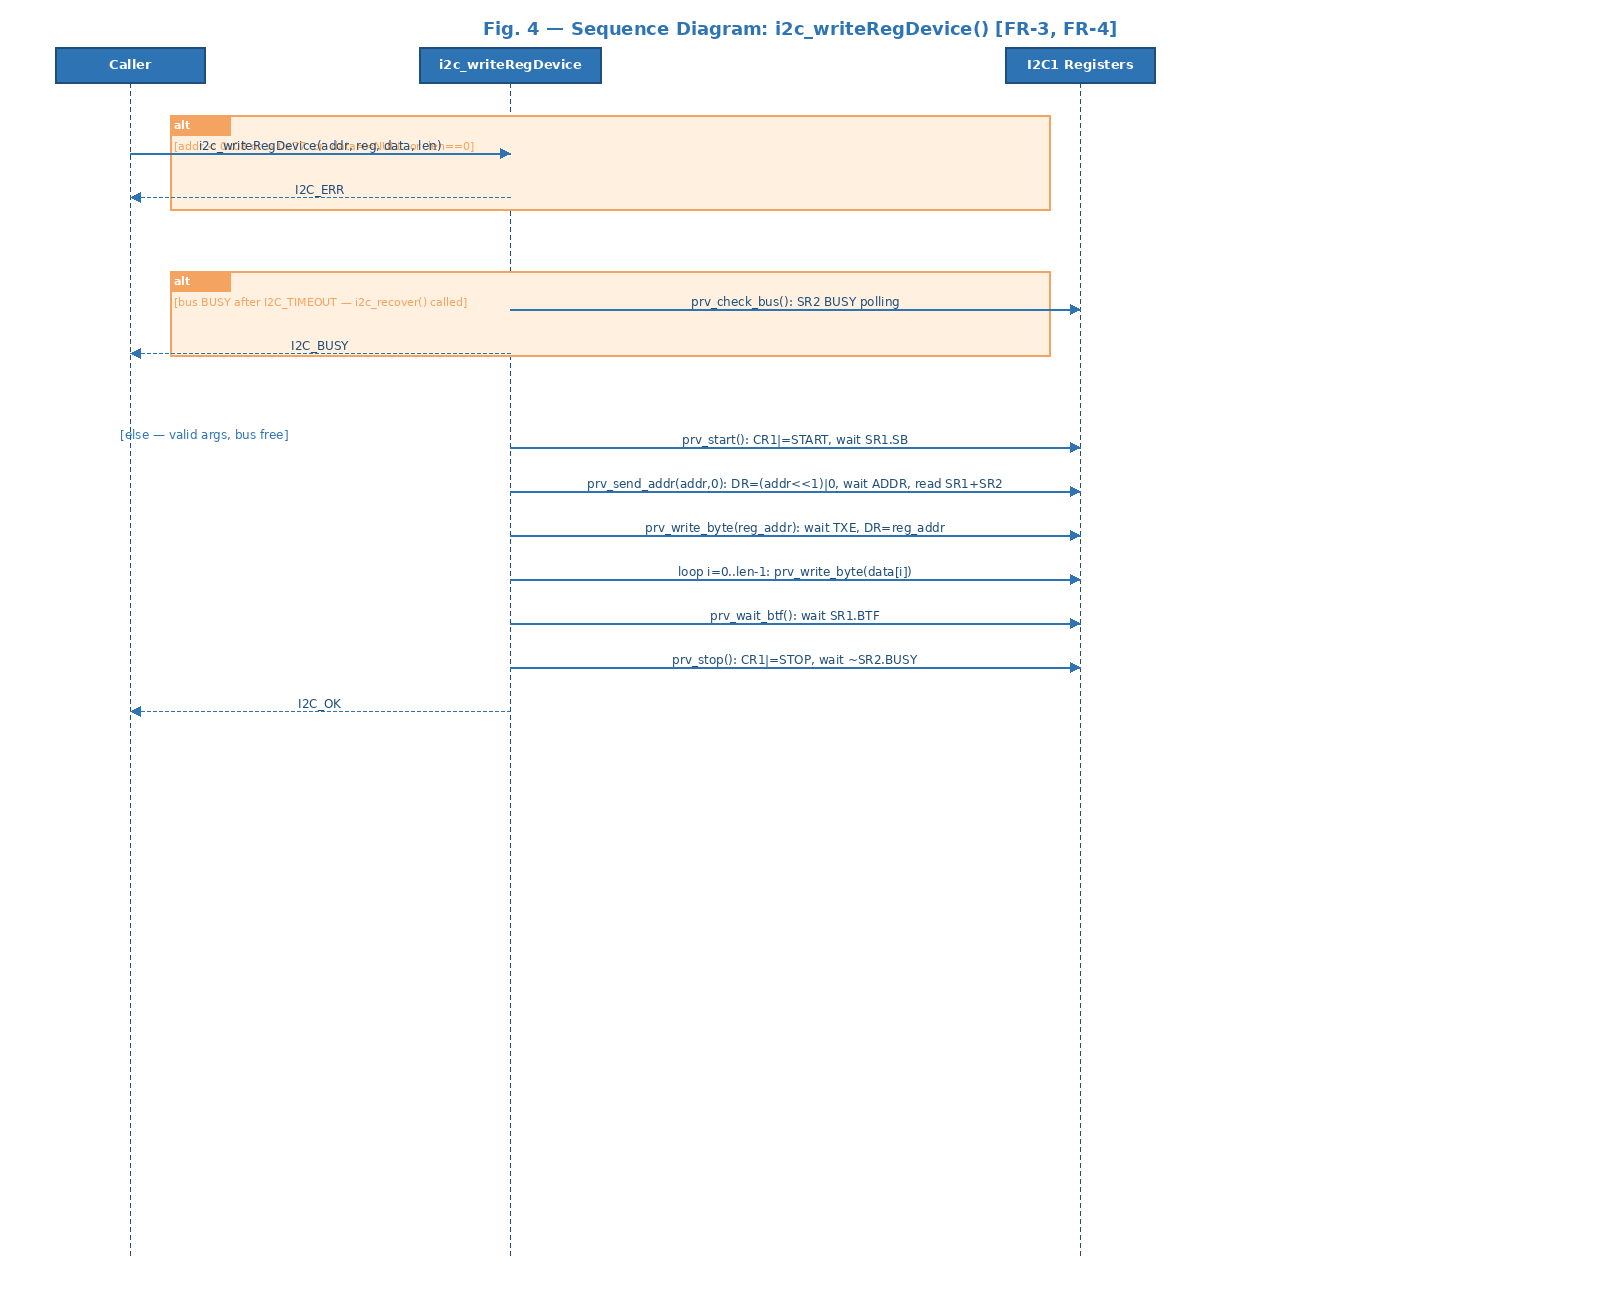 Fig. 4 — Sequence Diagram: i2c_writeRegDevice() [FR-3, FR-4]
Caller
i2c_writeRegDevice
I2C1 Registers
alt
i2c_writeRegDevice(addr, reg, data, len)
len==0]
I2C_ERR
alt
[bus BUSY after I2C_TIMEOUT — i2c_recover() called]
prv_check_bus(): SR2 BUSY polling
I2C_BUSY
[else — valid args, bus free]
prv_start(): CR1|=START, wait SR1.SB
prv_send_addr(addr,0): DR=(addr<<1)|0, wait ADDR, read SR1+SR2
prv_write_byte(reg_addr): wait TXE, DR=reg_addr
loop i=0..len-1: prv_write_byte(data[i])
prv_wait_btf(): wait SR1.BTF
prv_stop(): CR1|=STOP, wait ~SR2.BUSY
I2C_OK